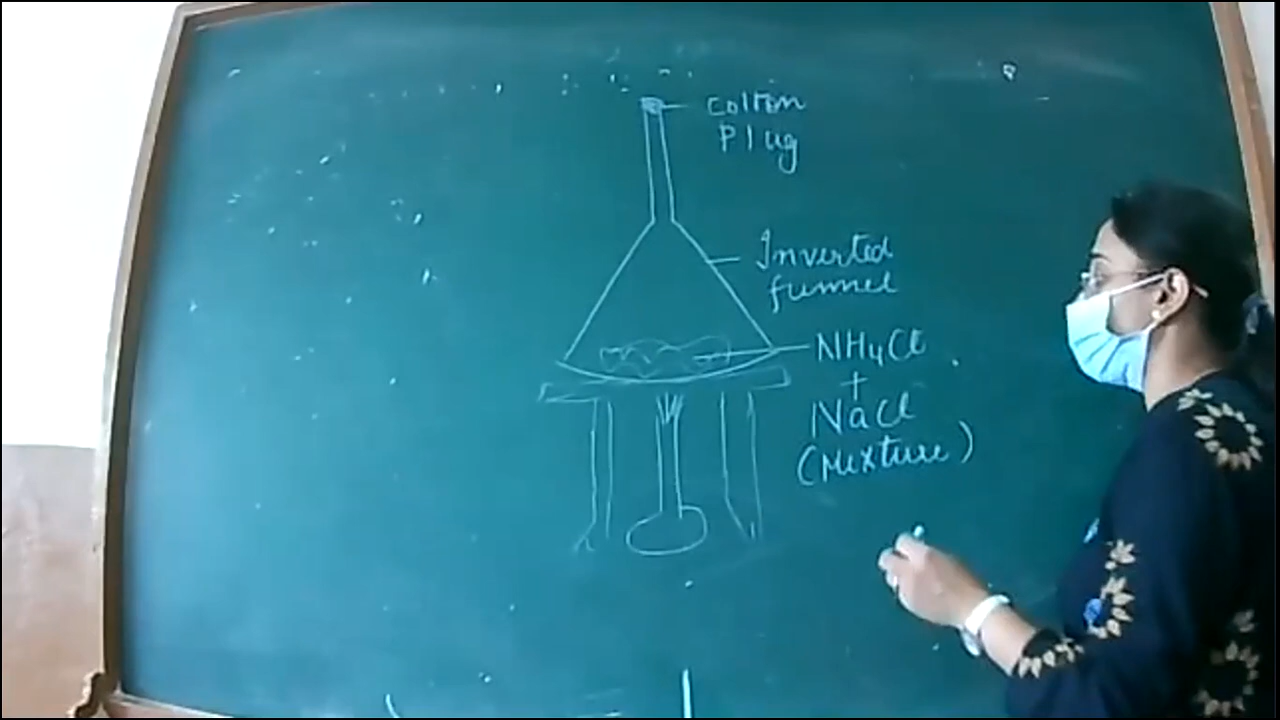 Cotton
Plug
Inverted
funnel
NH4Cl
+
NaCl
(Mixture)